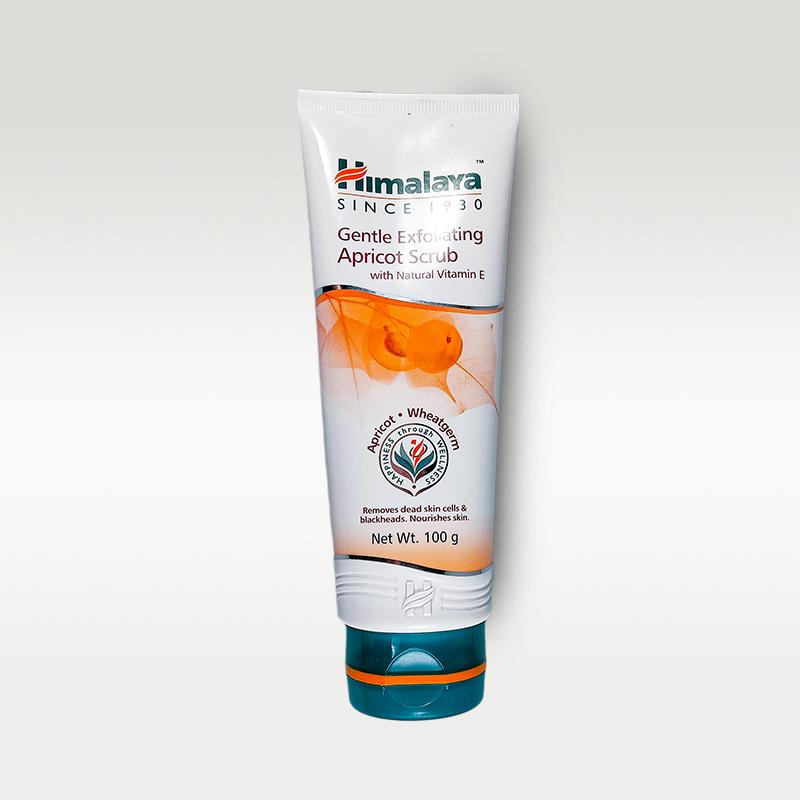 Himalaya™
SINCE 1930
Gentle Exfoliating
Apricot Scrub
with Natural Vitamin E
Apricot • Wheatgerm
HAPPINESS through WELLNESS
Removes dead skin cells &
blackheads. Nourishes skin.
Net Wt. 100 g
H